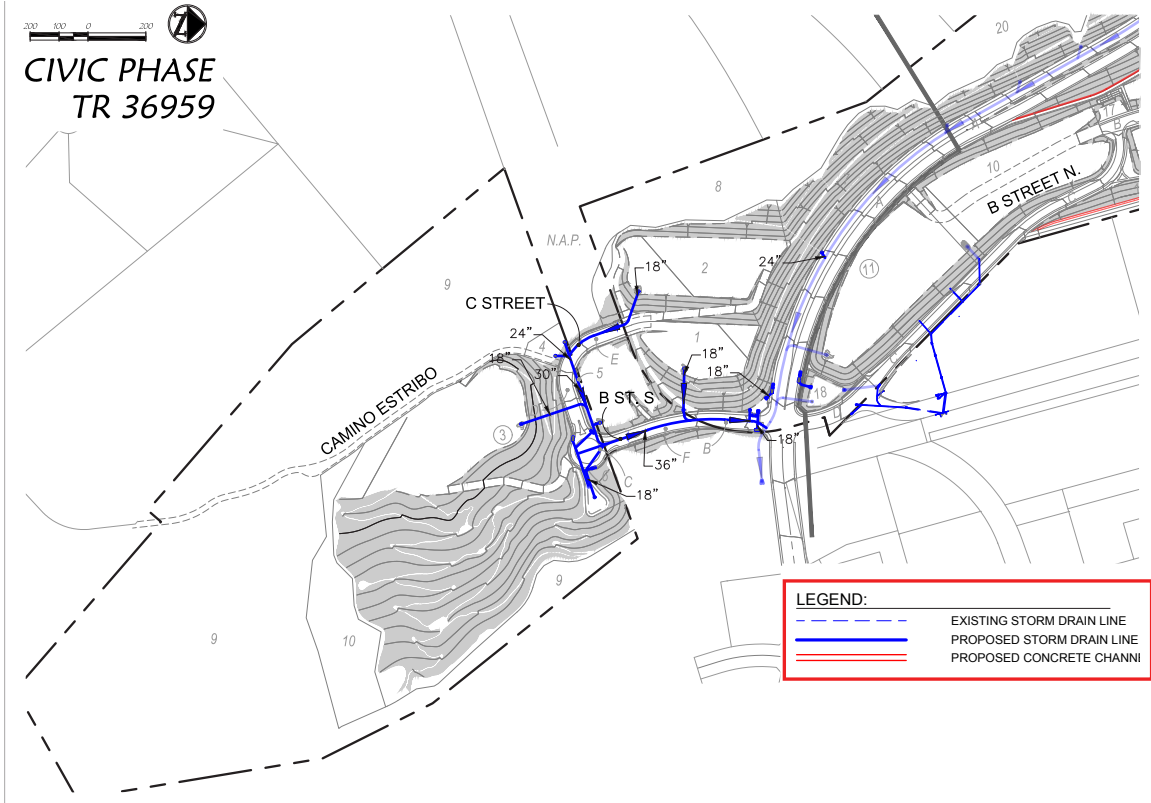 200 100 0 200
Z
CIVIC PHASE
TR 36959
20
8
10
B STREET N.
B
A
A
N.A.P.
2
18"
24"
11
9
C STREET
24"
4
E
1
18"
5
30"
18"
18"
18
B ST. S
CAMINO ESTRIBO
3
36"
F
B
18"
C
18"
9
9
10
LEGEND:
EXISTING STORM DRAIN LINE
PROPOSED STORM DRAIN LINE
PROPOSED CONCRETE CHANNE